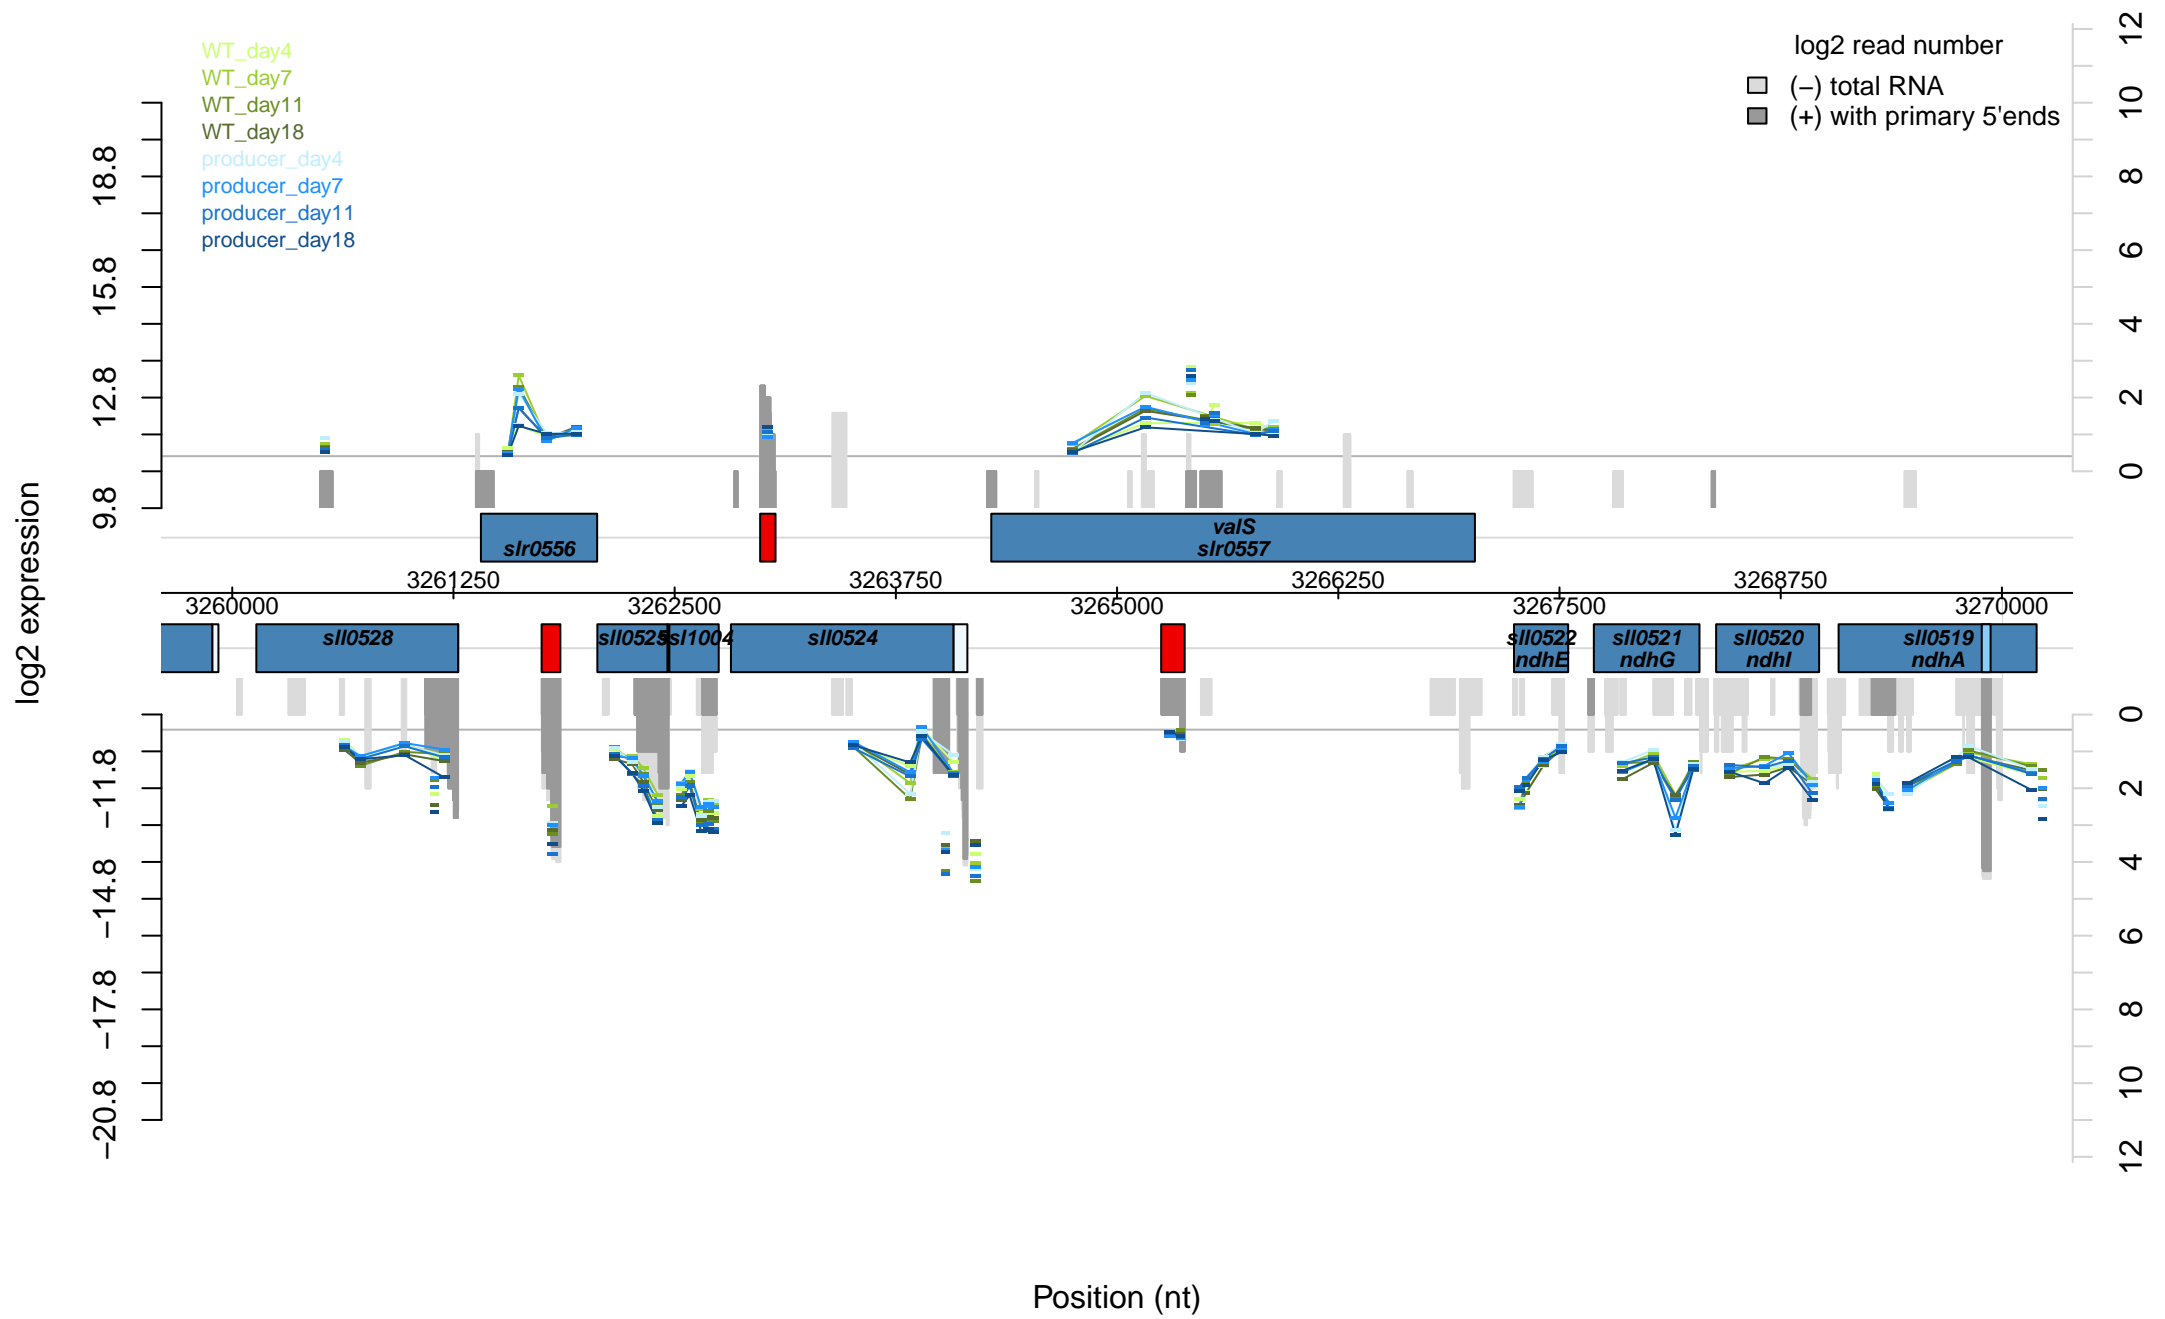 WT_day4
WT_day7
WT_day11
WT_day18
producer_day4
producer_day7
producer_day11
producer_day18
log2 read number
(−) total RNA
(+) with primary 5'ends
log2 expression
18.8
15.8
12.8
9.8
12
10
8
6
4
2
0
valS
slr0556
slr0557
3261250
3263750
3266250
3268750
3260000
3262500
3265000
3267500
3270000
sll0528
sll0525
ssl1004
sll0524
sll0522
ndhE
sll0521
ndhG
sll0520
ndhI
sll0519
ndhA
−11.8
−14.8
−17.8
−20.8
0
2
4
6
8
10
12
Position (nt)